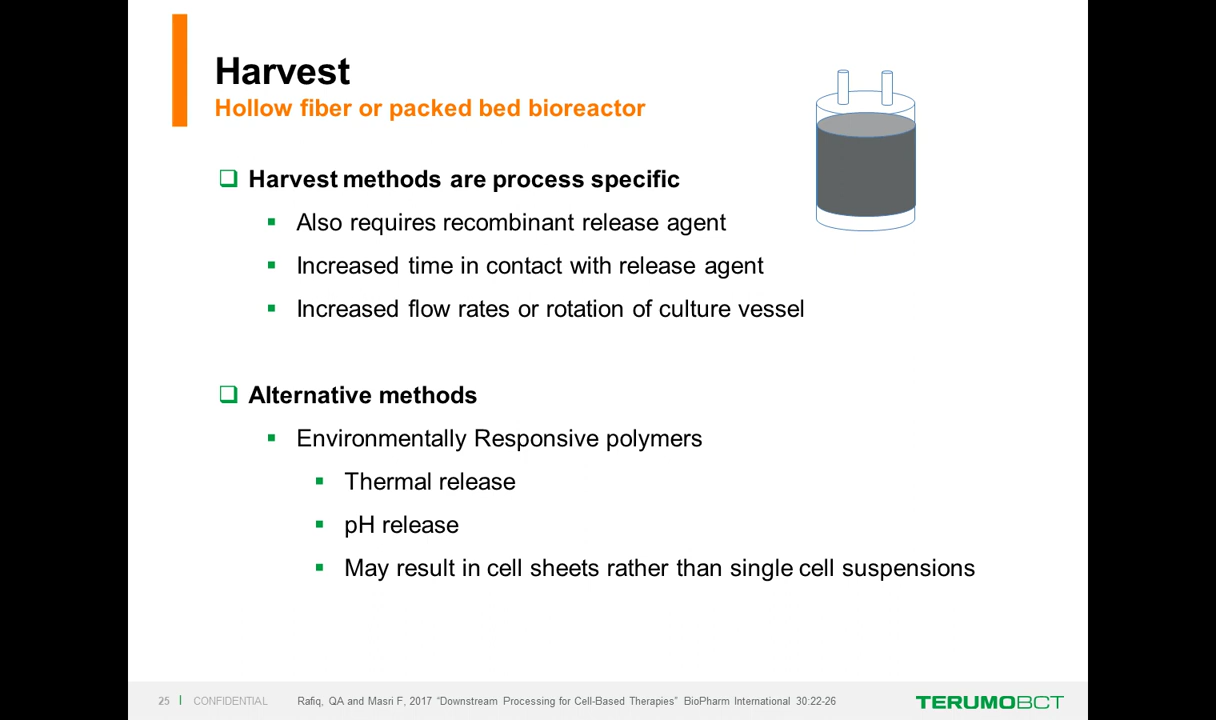 Harvest
Hollow fiber or packed bed bioreactor
Harvest methods are process specific
Also requires recombinant release agent
Increased time in contact with release agent
Increased flow rates or rotation of culture vessel
Alternative methods
Environmentally Responsive polymers
Thermal release
pH release
May result in cell sheets rather than single cell suspensions
25 | CONFIDENTIAL Rafiq, QA and Masri F, 2017 “Downstream Processing for Cell-Based Therapies” BioPharm International 30:22-26 TERUMOBCT